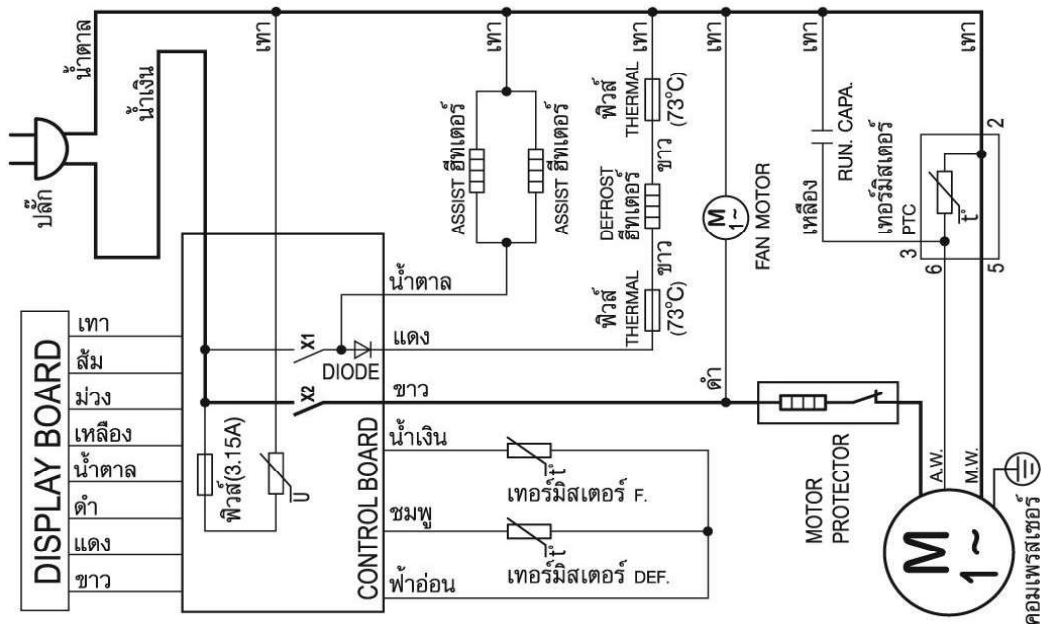 ปลั๊ก
น้ำตาล
น้ำเงิน
เทา
เทา
เทา
เทา
เทา
เทา
ASSIST ฮีทเตอร์
ASSIST ฮีทเตอร์
ฟิวส์
THERMAL
(73°C)
ขาว
DEFROST
ฮีทเตอร์
ขาว
ฟิวส์
THERMAL
(73°C)
M
1~
FAN MOTOR
RUN. CAPA.
เหลือง
เทอร์มิสเตอร์
PTC
t°
2
3
6
5
DISPLAY BOARD
เทา
ส้ม
ม่วง
เหลือง
น้ำตาล
ดำ
แดง
ขาว
X1
DIODE
X2
ฟิวส์(3.15A)
U
CONTROL BOARD
น้ำตาล
แดง
ขาว
ดำ
น้ำเงิน
t°
เทอร์มิสเตอร์ F.
ชมพู
t°
เทอร์มิสเตอร์ DEF.
ฟ้าอ่อน
MOTOR
PROTECTOR
A.W.
M.W.
M
1~
คอมเพรสเซอร์